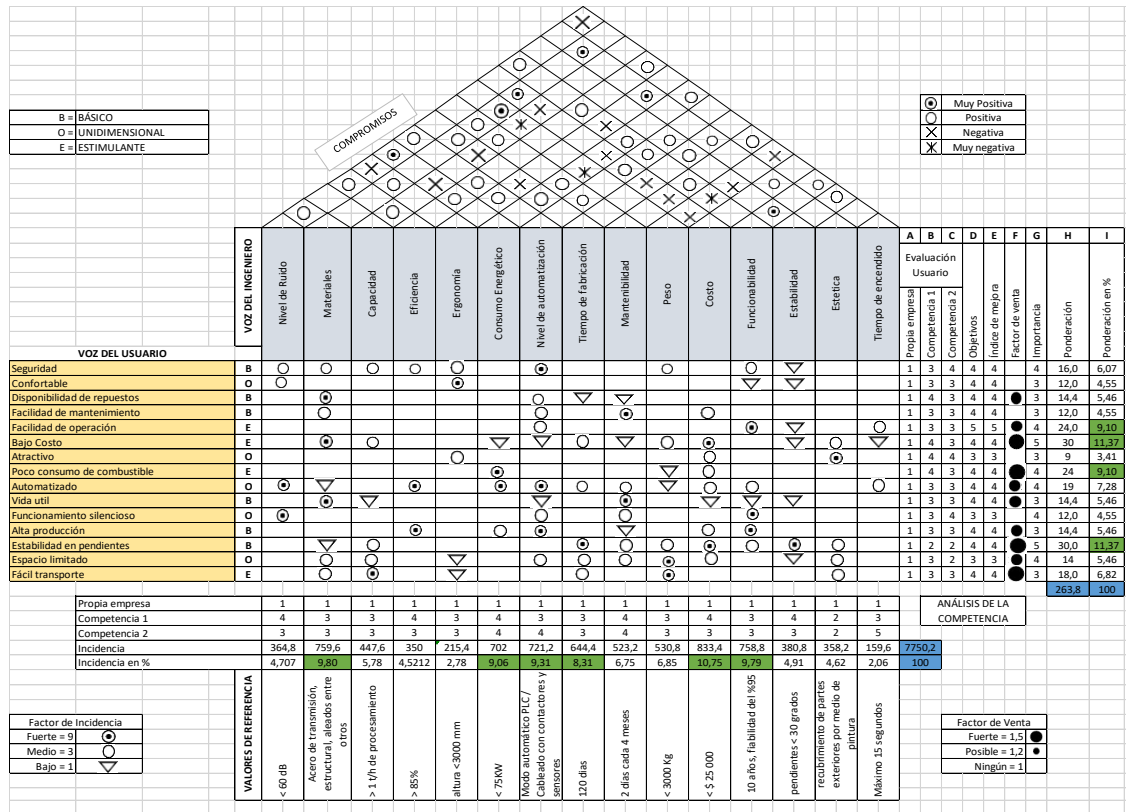 B = BÁSICO
O = UNIDIMENSIONAL
E = ESTIMULANTE
COMPROMISOS
Muy Positiva
Positiva
Negativa
Muy negativa
VOZ DEL INGENIERO
Nivel de Ruido
Materiales
Capacidad
Eficiencia
Ergonomía
Consumo Energético
Nivel de automatización
Tiempo de fabricación
Mantenibilidad
Peso
Costo
Funcionabilidad
Estabilidad
Estetica
Tiempo de encendido
A B C D E F G H I
Evaluación
Usuario
Propia empresa
Competencia 1
Competencia 2
Objetivos
Índice de mejora
Factor de venta
Importancia
Ponderación
Ponderación en %
VOZ DEL USUARIO
Seguridad B 1 3 4 4 4 4 16,0 6,07
Confortable O 1 3 3 4 4 3 12,0 4,55
Disponibilidad de repuestos B 1 4 3 4 4 3 14,4 5,46
Facilidad de mantenimiento B 1 3 3 4 4 3 12,0 4,55
Facilidad de operación E 1 3 3 5 5 4 24,0 9,10
Bajo Costo E 1 4 3 4 4 5 30 11,37
Atractivo O 1 4 4 3 3 3 9 3,41
Poco consumo de combustible E 1 4 3 4 4 4 24 9,10
Automatizado O 1 3 4 4 4 4 19 7,28
Vida util B 1 3 3 4 4 3 14,4 5,46
Funcionamiento silencioso O 1 3 4 3 3 4 12,0 4,55
Alta producción B 1 3 3 4 4 3 14,4 5,46
Estabilidad en pendientes B 1 2 2 4 4 5 30,0 11,37
Espacio limitado O 1 3 2 3 3 4 14 5,46
Fácil transporte E 1 3 3 4 4 3 18,0 6,82
263,8 100
Propia empresa 1 1 1 1 1 1 1 1 1 1 1 1 1 1 1
Competencia 1 4 3 3 4 3 4 3 3 4 3 3 3 4 2 3
Competencia 2 3 3 3 3 3 4 4 3 4 3 3 3 3 2 5
Incidencia 364,8 759,6 447,6 350 215,4 702 721,2 644,4 523,2 530,8 833,4 758,8 380,8 358,2 159,6 7750,2
Incidencia en % 4,707 9,80 5,78 4,5212 2,78 9,06 9,31 8,31 6,75 6,85 10,75 9,79 4,91 4,62 2,06 100
ANÁLISIS DE LA
COMPETENCIA
VALORES DE REFERENCIA
< 60 dB
Acero de transmisión,
estructural, aleados entre
otros
> 1 t/h de procesamiento
> 85%
altura <3000 mm
< 75KW
Modo automático PLC /
Cableado con contactores y
sensores
120 dias
2 dias cada 4 meses
< 3000 Kg
< $ 25 000
10 años, fiabilidad del %95
pendientes < 30 grados
recubrimiento de partes
exteriores por medio de
pintura
Máximo 15 segundos
Factor de Incidencia
Fuerte = 9
Medio = 3
Bajo = 1
Factor de Venta
Fuerte = 1,5
Posible = 1,2
Ningún = 1